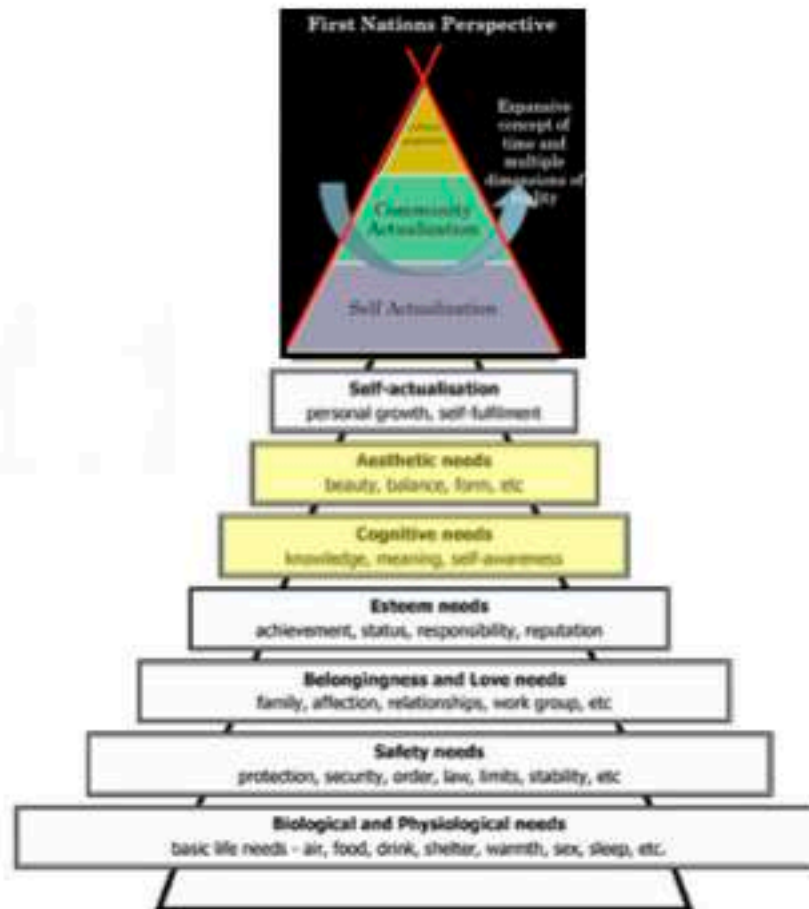 First Nations Perspective
Expansive
concept of
time and
multiple
dimensions of
reality
Community
Actualization
Self Actualization
Self-actualisation
personal growth, self-fulfilment
Aesthetic needs
beauty, balance, form, etc
Cognitive needs
knowledge, meaning, self-awareness
Esteem needs
achievement, status, responsibility, reputation
Belongingness and Love needs
family, affection, relationships, work group, etc
Safety needs
protection, security, order, law, limits, stability, etc
Biological and Physiological needs
basic life needs - air, food, drink, shelter, warmth, sex, sleep, etc.